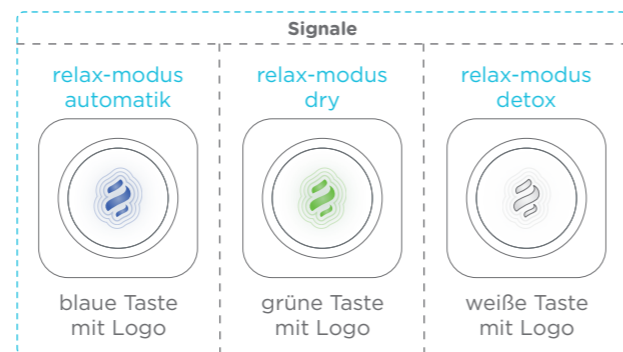 Signale
relax-modus
automatik
relax-modus
dry
relax-modus
detox
blaue Taste
mit Logo
grüne Taste
mit Logo
weiße Taste
mit Logo